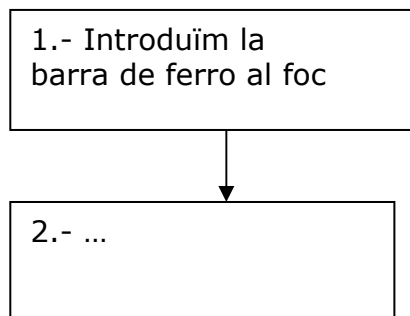 1.- Introduïm la
barra de ferro al foc
2.- …